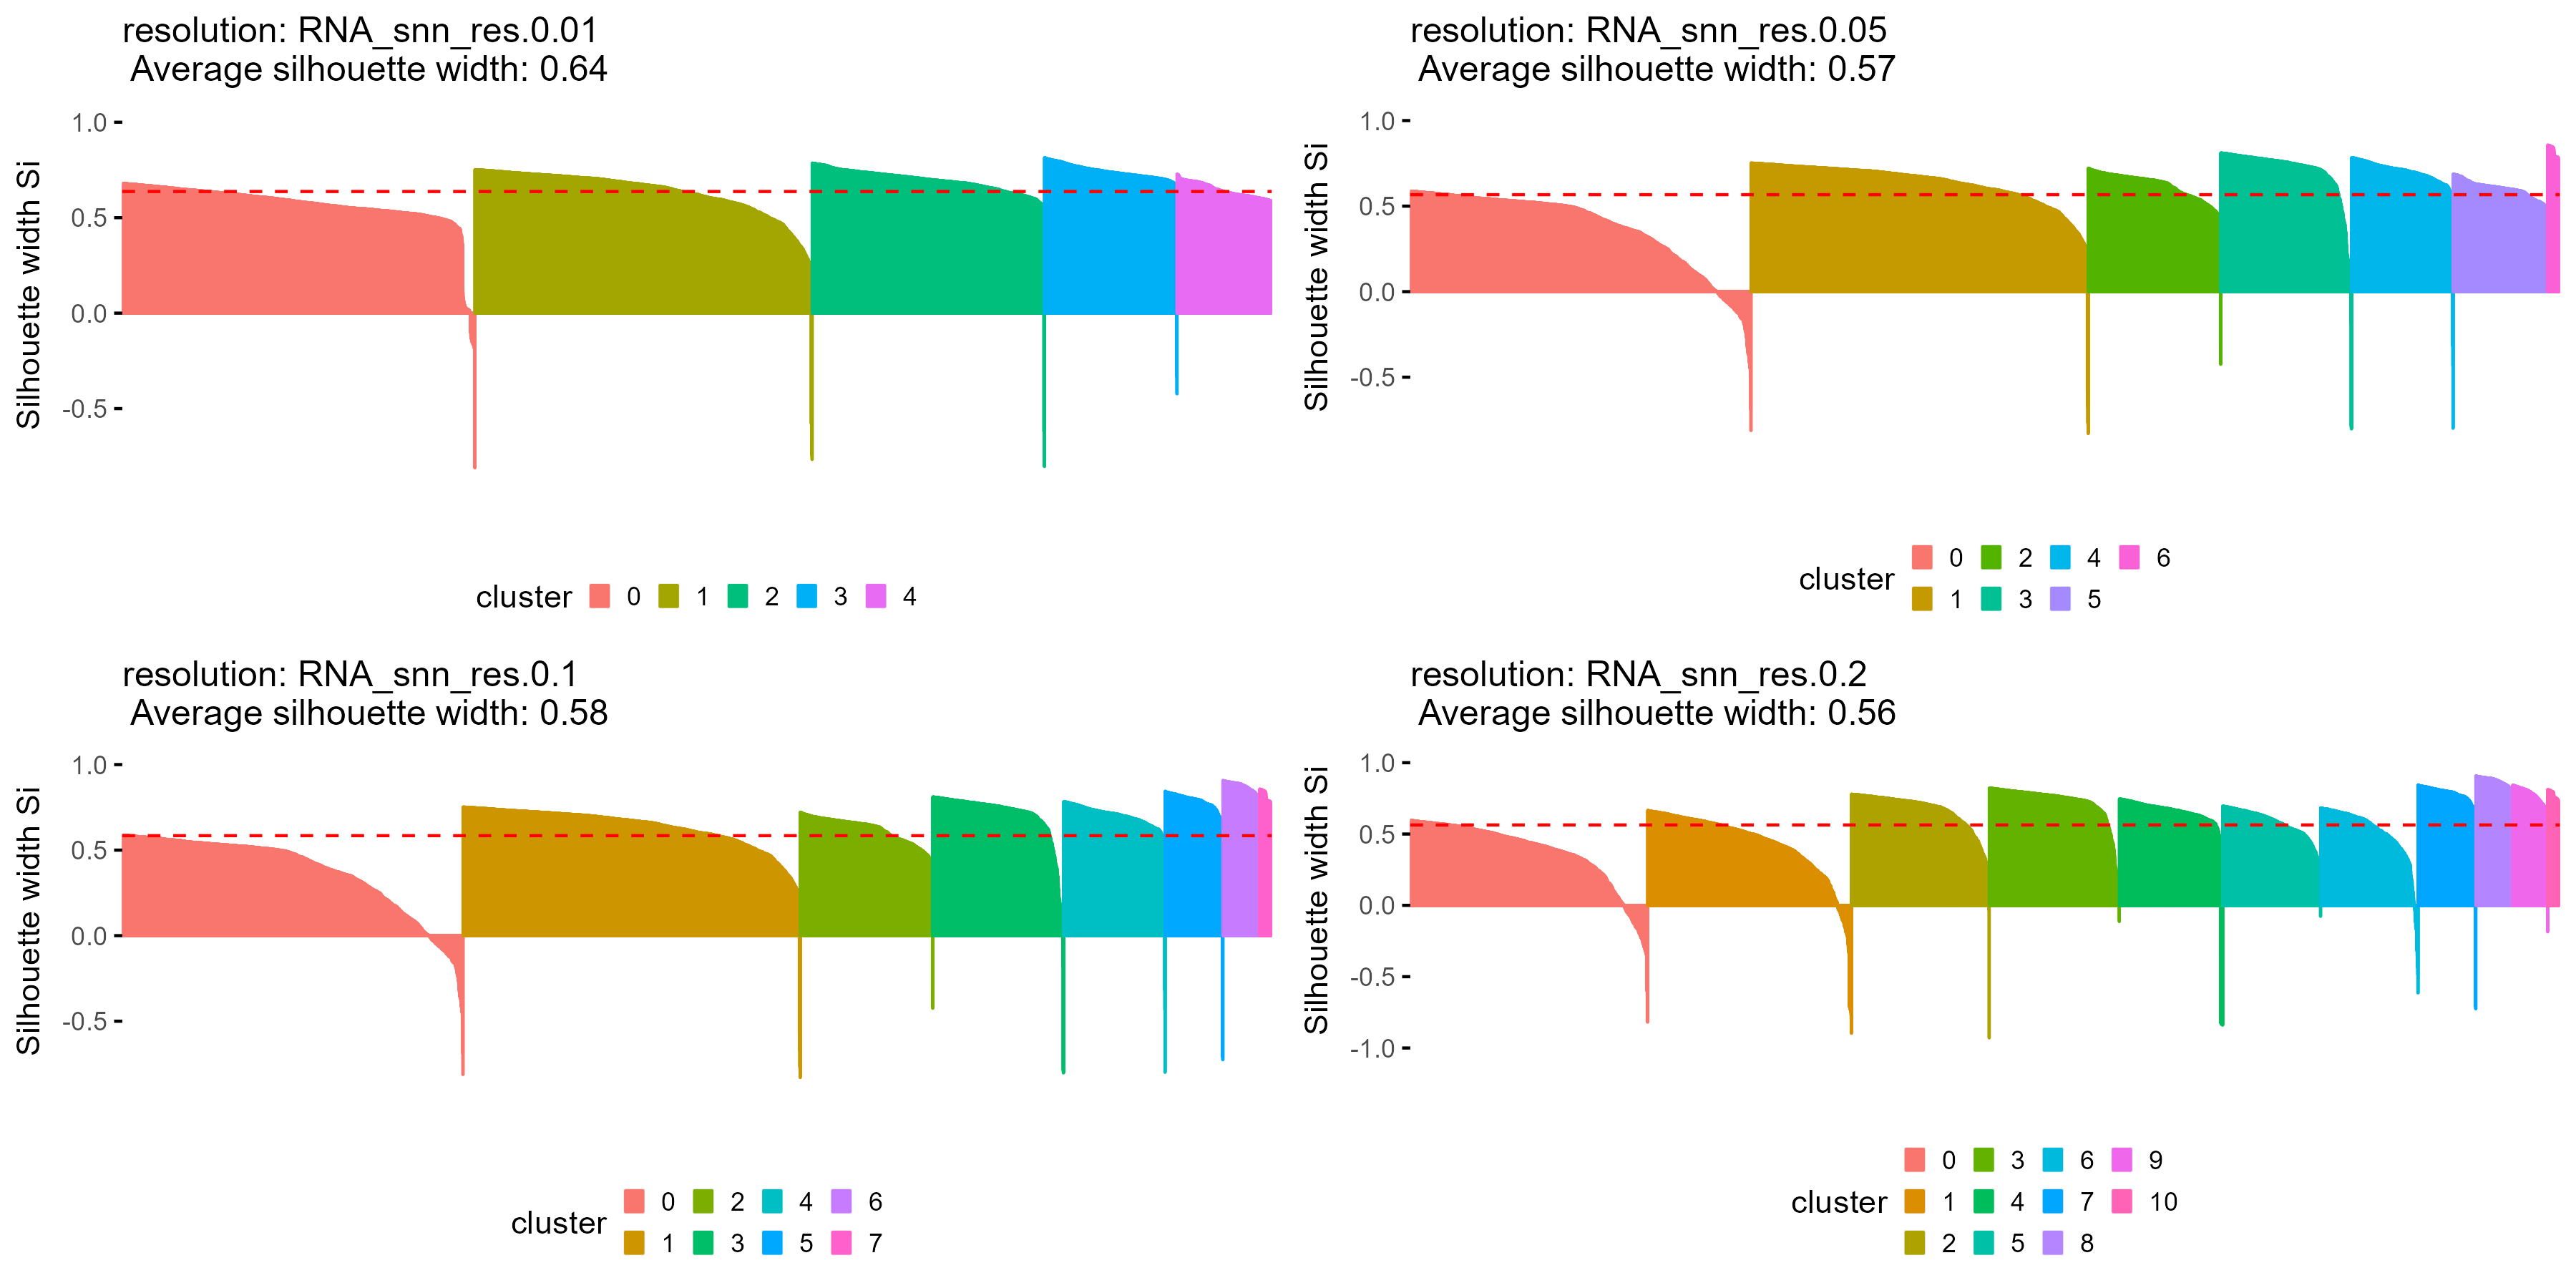 resolution: RNA_snn_res.0.01
Average silhouette width: 0.64
1.0
0.5
0.0
-0.5
Silhouette width Si
cluster 0 1 2 3 4
resolution: RNA_snn_res.0.05
Average silhouette width: 0.57
1.0
0.5
0.0
-0.5
Silhouette width Si
cluster
0 2 4 6
1 3 5
resolution: RNA_snn_res.0.1
Average silhouette width: 0.58
1.0
0.5
0.0
-0.5
Silhouette width Si
cluster
0 2 4 6
1 3 5 7
resolution: RNA_snn_res.0.2
Average silhouette width: 0.56
1.0
0.5
0.0
-0.5
-1.0
Silhouette width Si
cluster
0 3 6 9
1 4 7 10
2 5 8